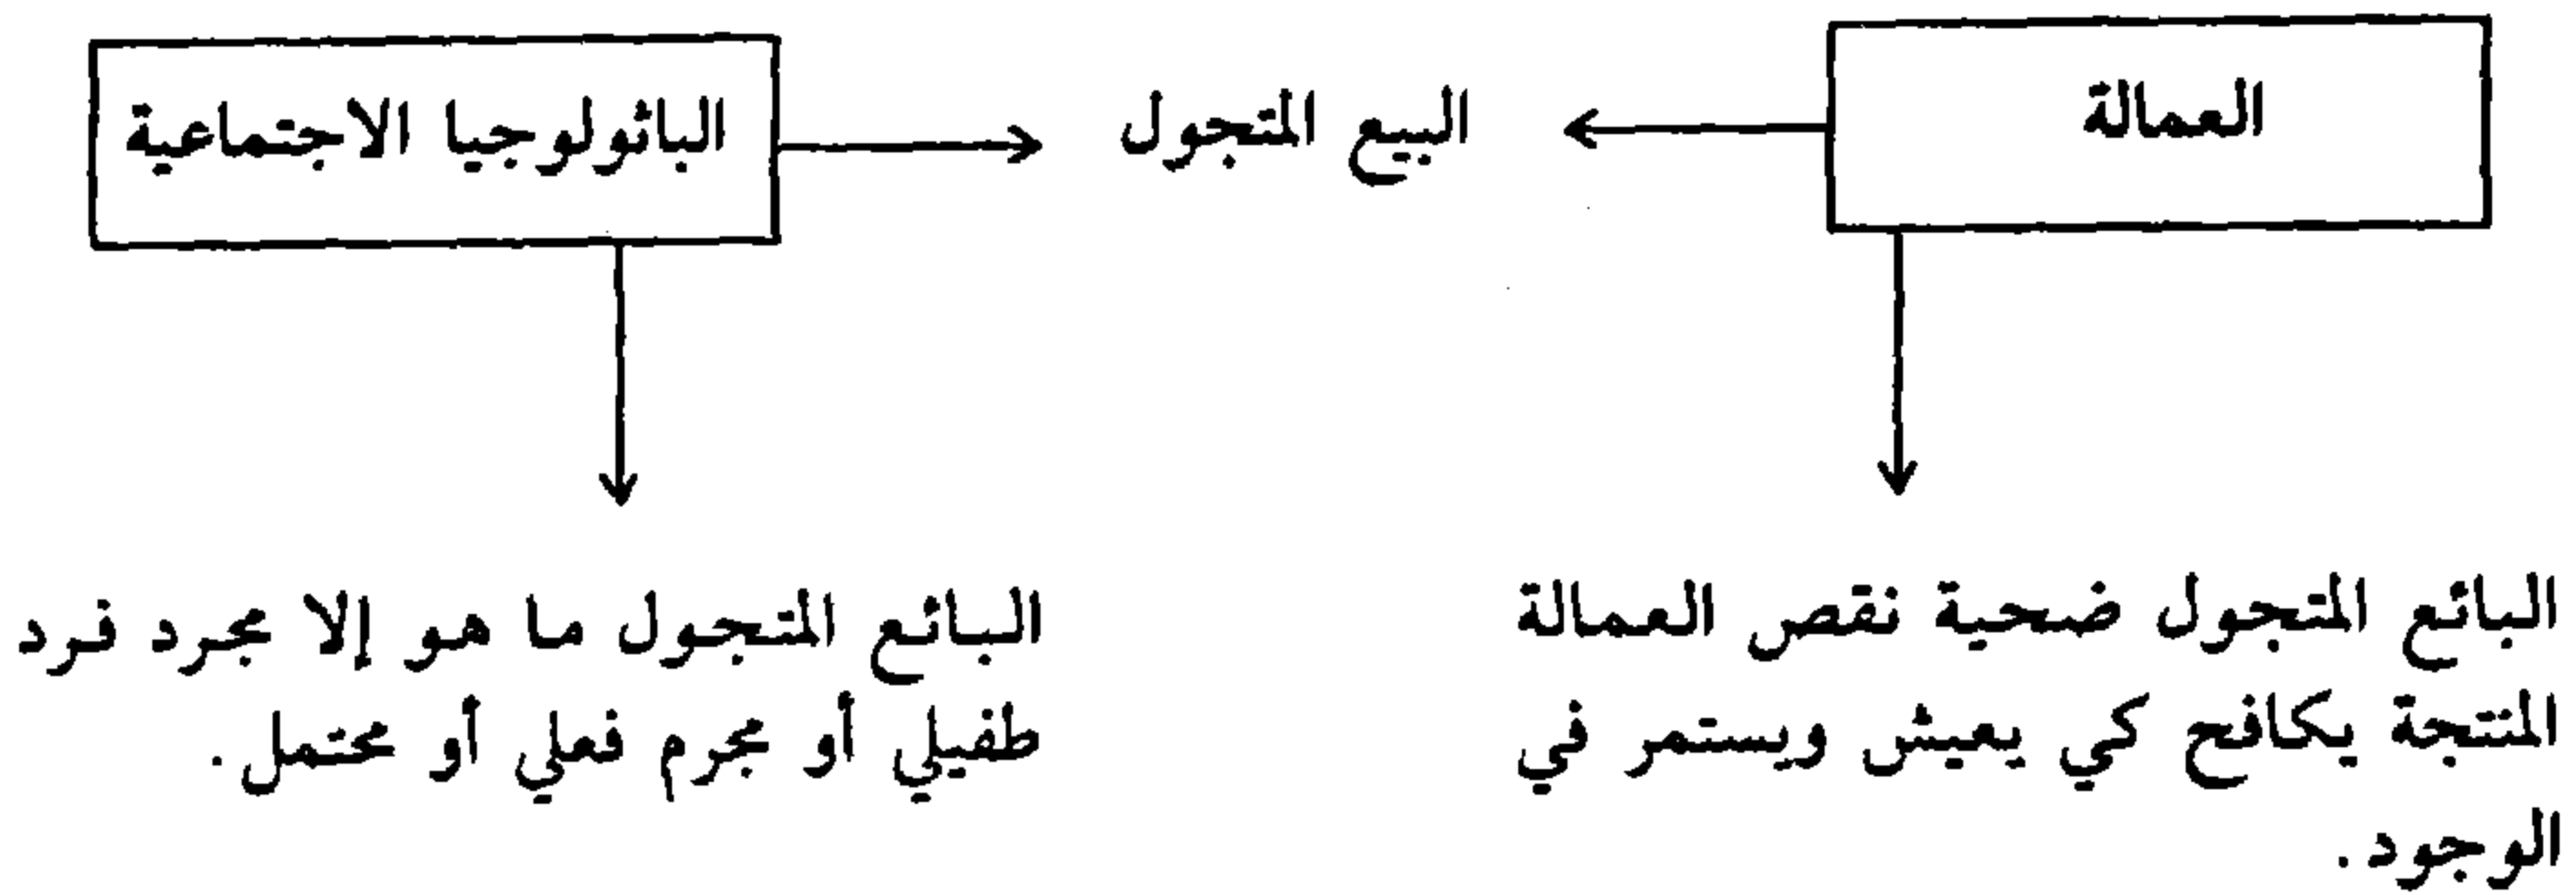 العمالة
البيع المتجول
الباثولوجيا الاجتماعية
البائع المتجول ضحية نقص العمالة
المنتجة يكافح كي يعيش ويستمر في
الوجود.
البائع المتجول ما هو إلا مجرد فرد
طفيلي أو مجرم فعلي أو محتمل.